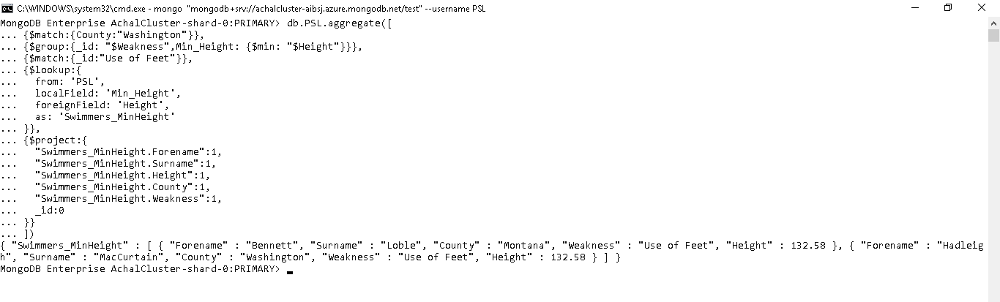 C:\WINDOWS\system32\cmd.exe - mongo "mongodb+srv://achalcluster-aibsj.azure.mongodb.net/test" --username PSL
MongoDB Enterprise AchalCluster-shard-0:PRIMARY> db.PSL.aggregate([
... {$match:{County:"Washington"}},
... {$group:{_id: "$Weakness",Min_Height: {$min: "$Height"}}},
... {$match:{_id:"Use of Feet"}},
... {$lookup:{
...   from: 'PSL',
...   localField: 'Min_Height',
...   foreignField: 'Height',
...   as: 'Swimmers_MinHeight'
... }},
... {$project:{
...   "Swimmers_MinHeight.Forename":1,
...   "Swimmers_MinHeight.Surname":1,
...   "Swimmers_MinHeight.Height":1,
...   "Swimmers_MinHeight.County":1,
...   "Swimmers_MinHeight.Weakness":1,
...   _id:0
... }}
... ])
{ "Swimmers_MinHeight" : [ { "Forename" : "Bennett", "Surname" : "Loble", "County" : "Montana", "Weakness" : "Use of Feet", "Height" : 132.58 }, { "Forename" : "Hadleig
h", "Surname" : "MacCurtain", "County" : "Washington", "Weakness" : "Use of Feet", "Height" : 132.58 } ] }
MongoDB Enterprise AchalCluster-shard-0:PRIMARY>